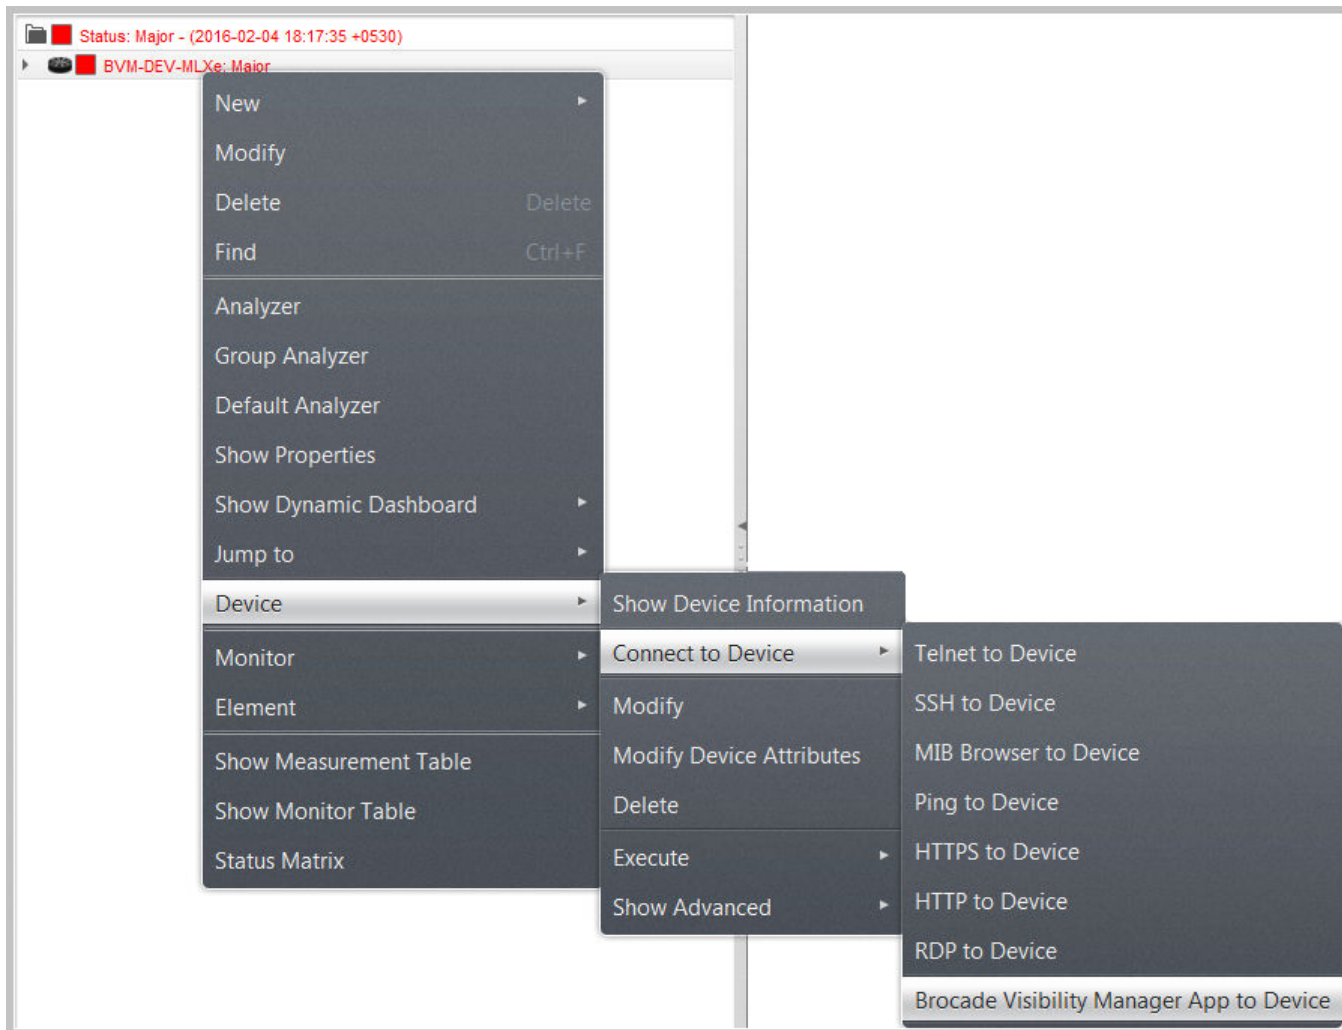 Status: Major - (2016-02-04 18:17:35 +0530)
BVM-DEV-MLXe: Major
New
Modify
Delete Delete
Find Ctrl+F
Analyzer
Group Analyzer
Default Analyzer
Show Properties
Show Dynamic Dashboard
Jump to
Device
Monitor
Element
Show Measurement Table
Show Monitor Table
Status Matrix
Show Device Information
Connect to Device
Modify
Modify Device Attributes
Delete
Execute
Show Advanced
Telnet to Device
SSH to Device
MIB Browser to Device
Ping to Device
HTTPS to Device
HTTP to Device
RDP to Device
Brocade Visibility Manager App to Device